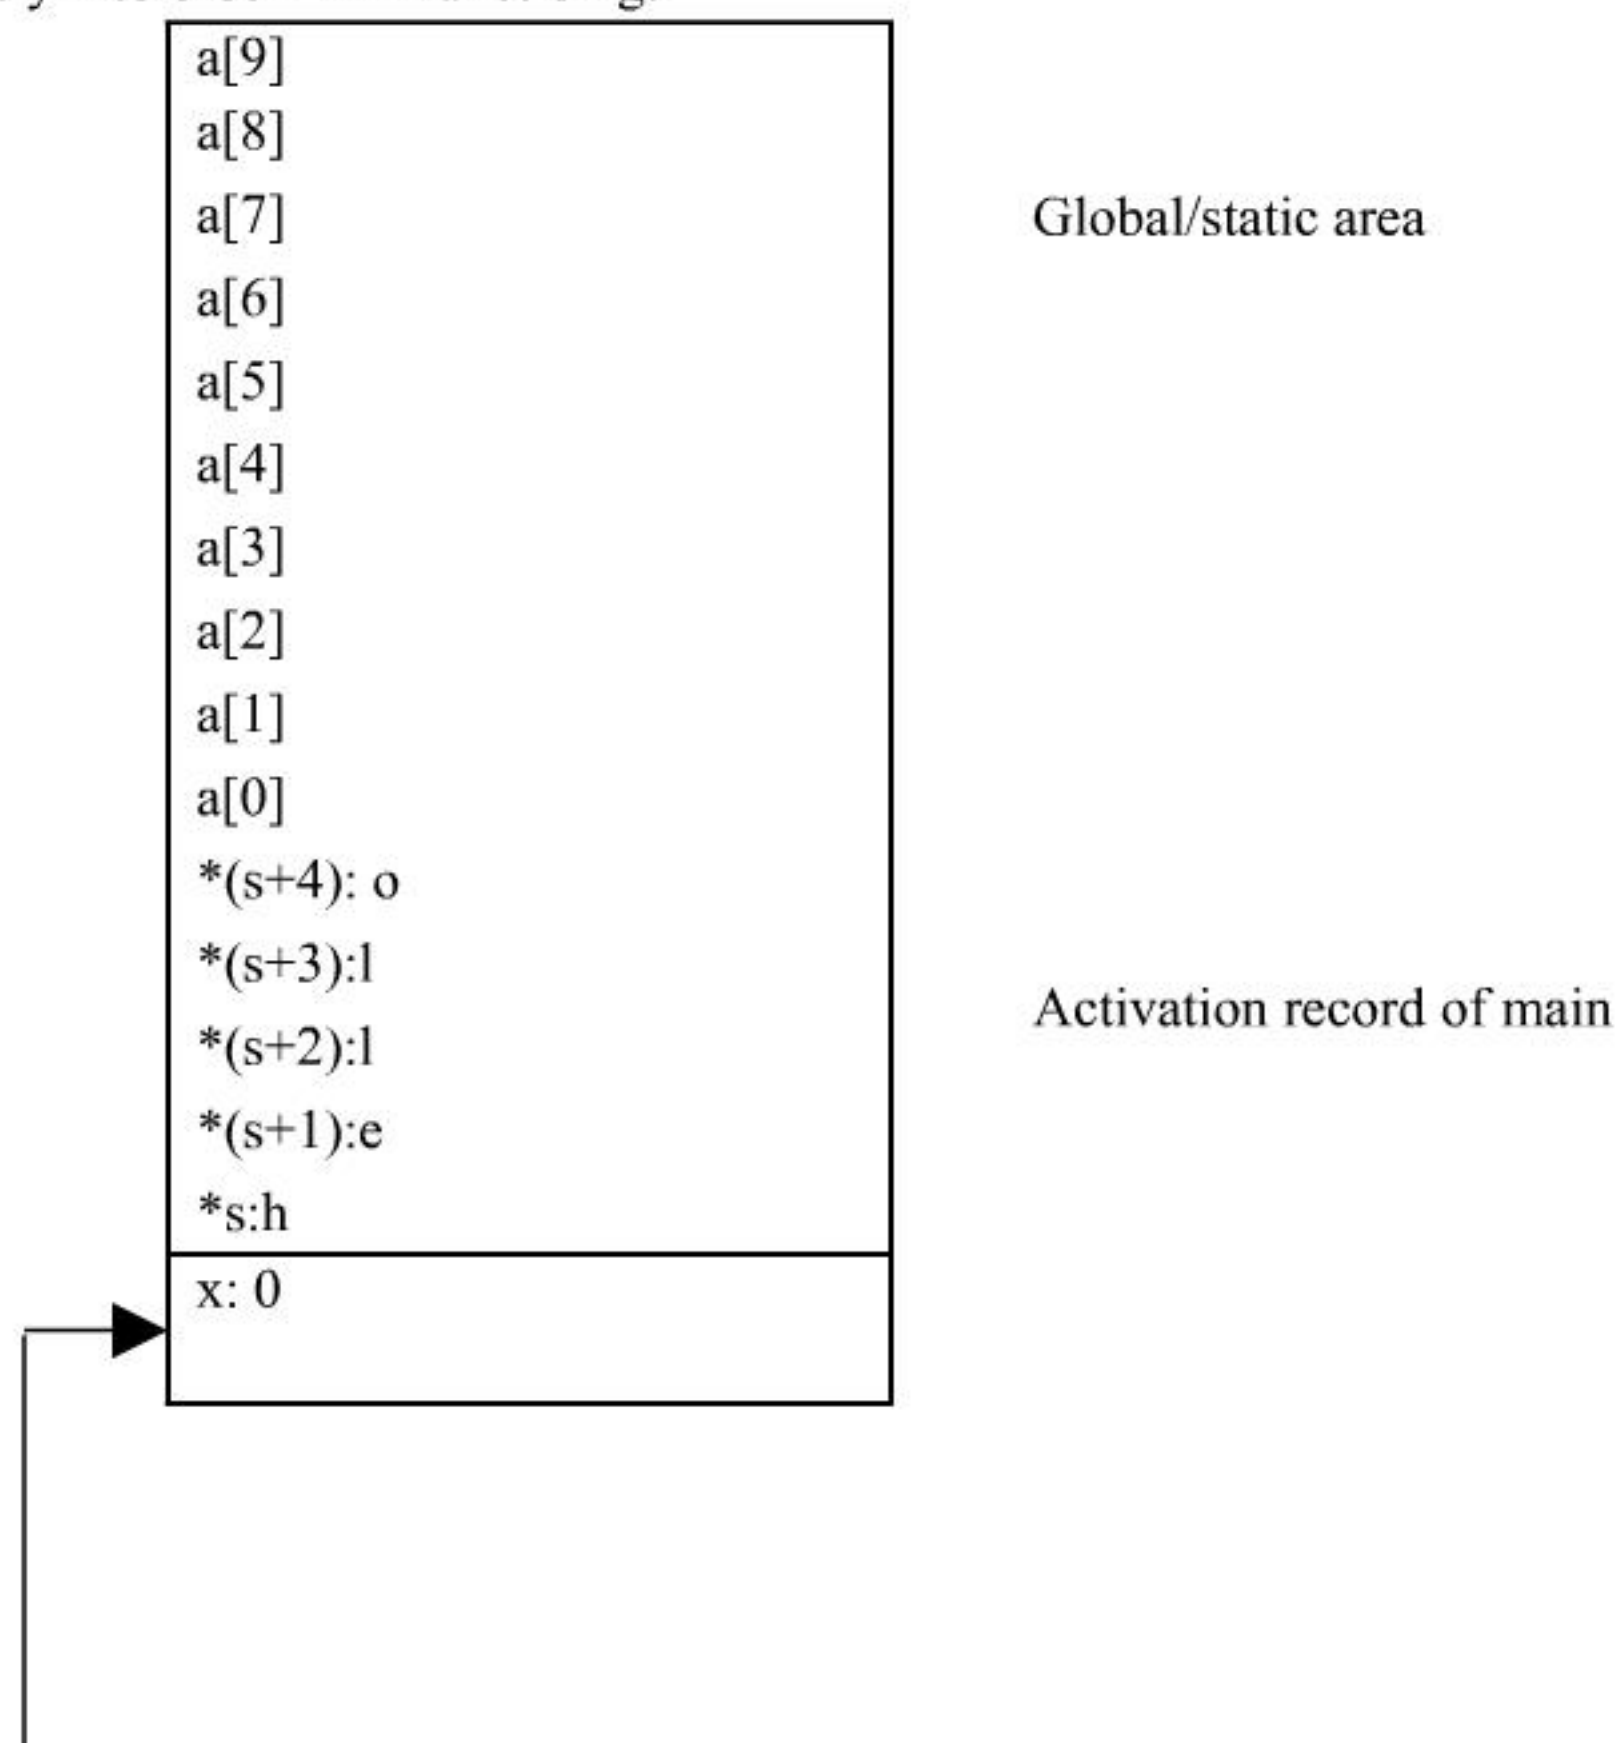 a[9]
a[8]
a[7]
Global/static area
a[6]
a[5]
a[4]
a[3]
a[2]
a[1]
a[0]
*(s+4): o
*(s+3):l
Activation record of main
*(s+2):l
*(s+1):e
*s:h
x: 0